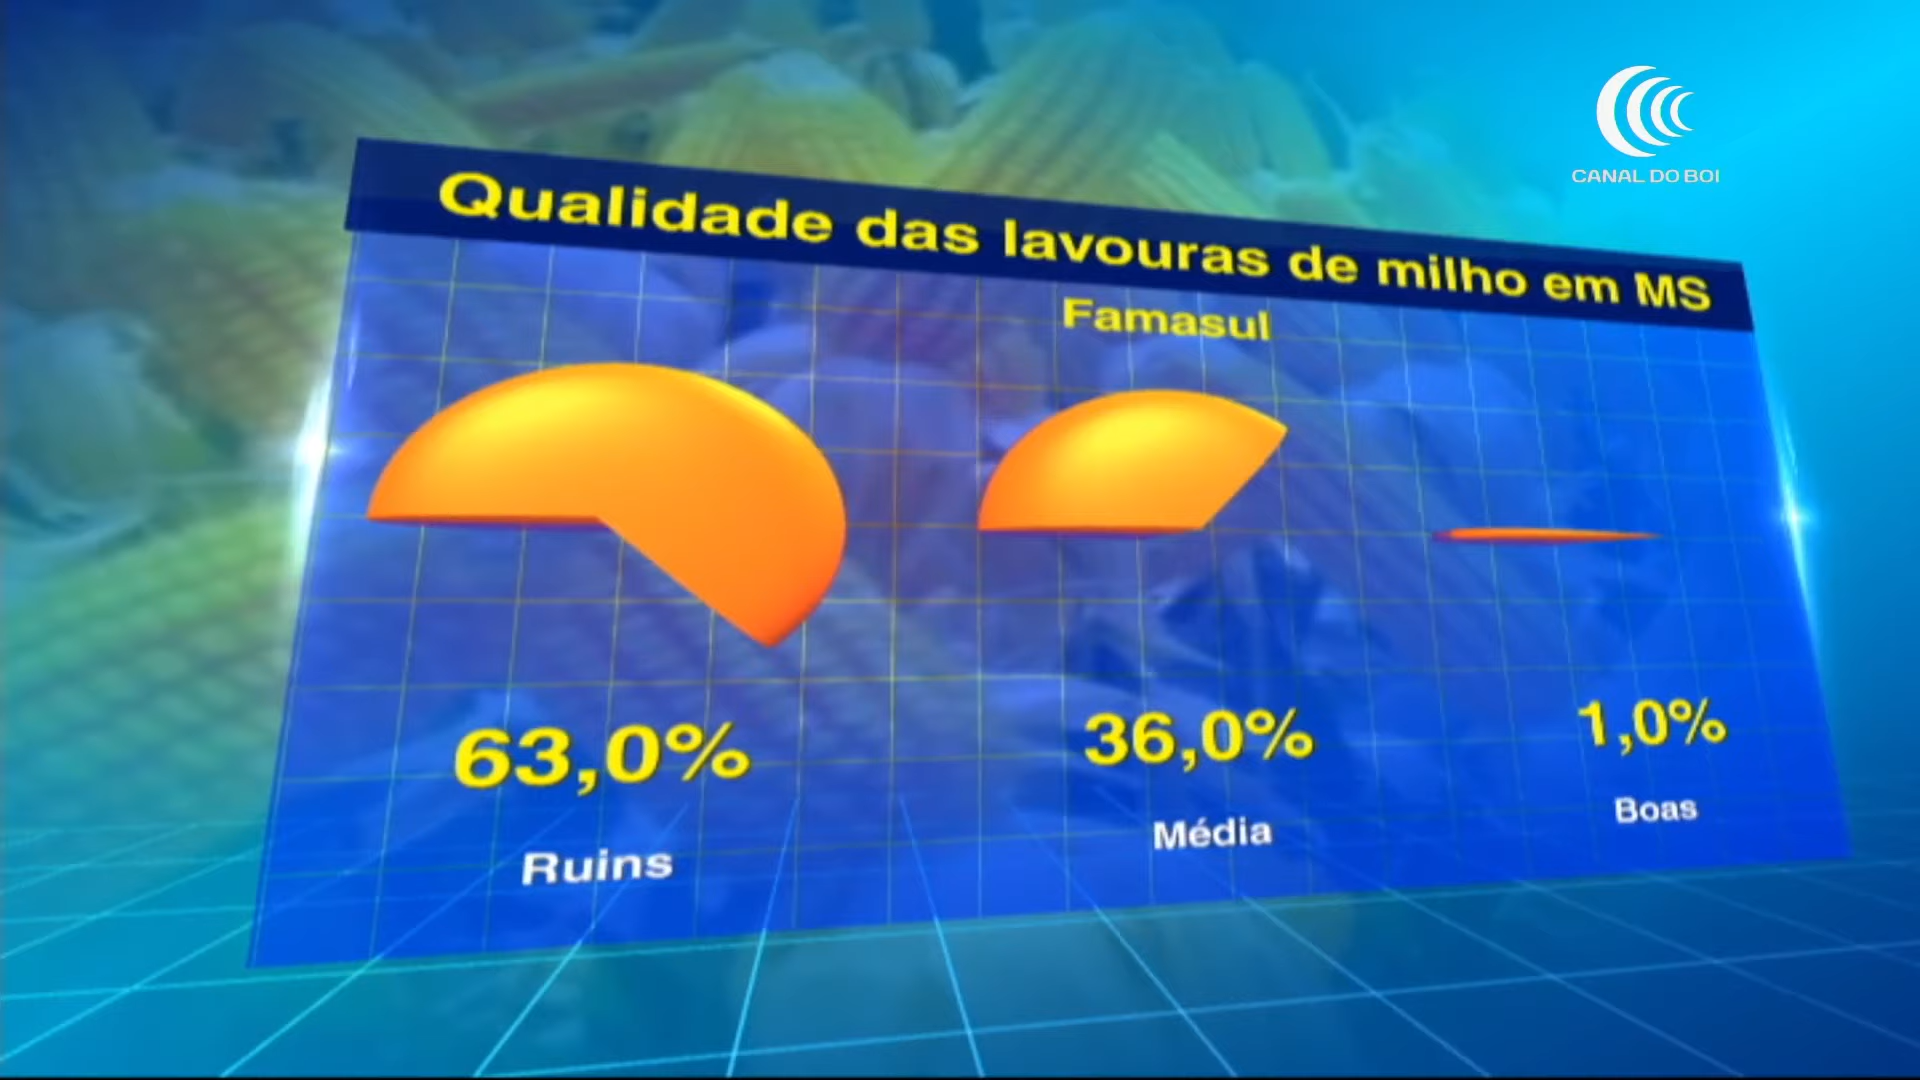 CANAL DO BOI
Qualidade das lavouras de milho em MS
Famasul
63,0%
36,0%
1,0%
Ruins
Média
Boas